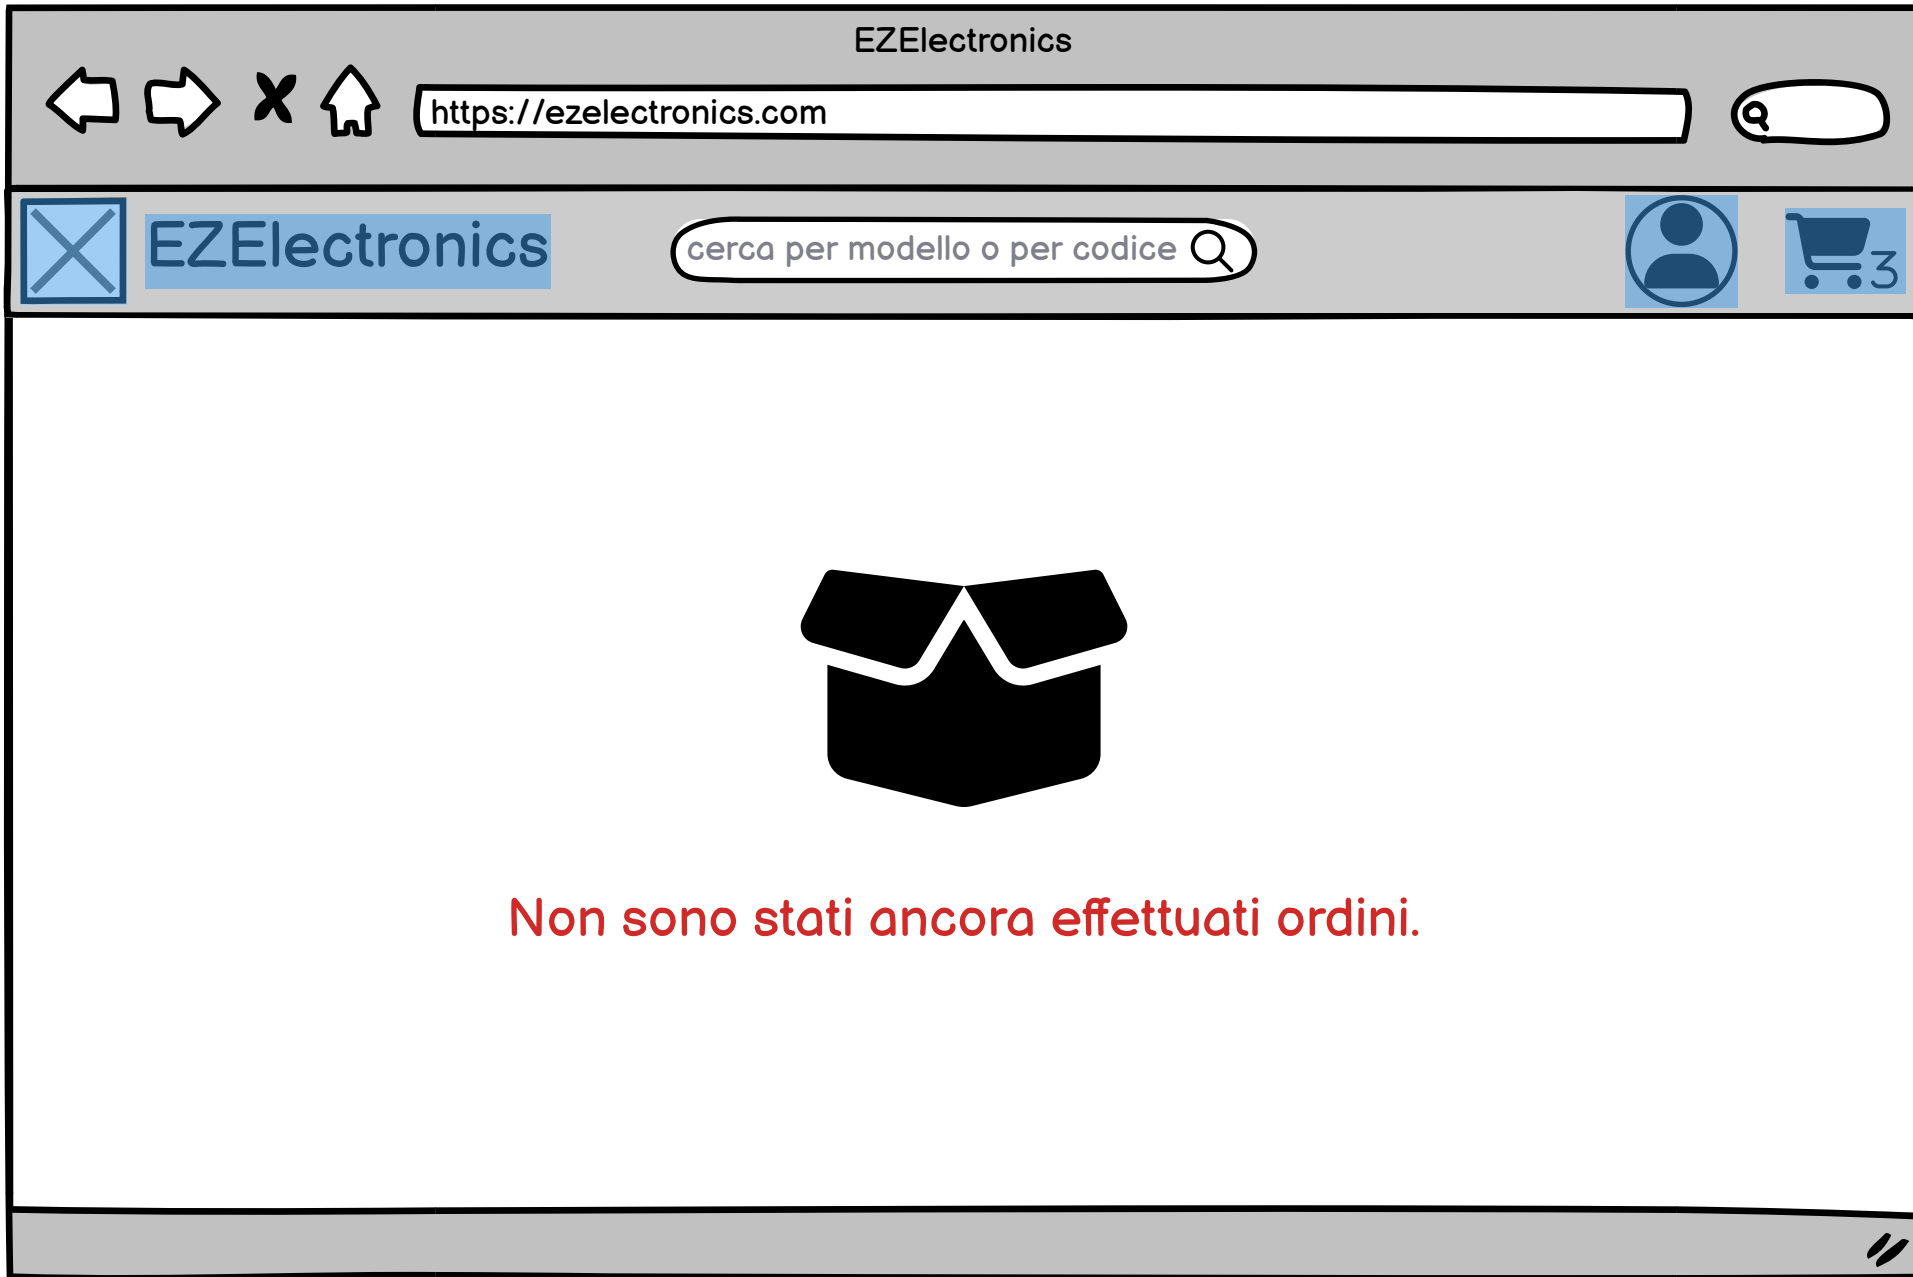 EZElectronics
https://ezelectronics.com
EZElectronics
cerca per modello o per codice
3
Non sono stati ancora effettuati ordini.